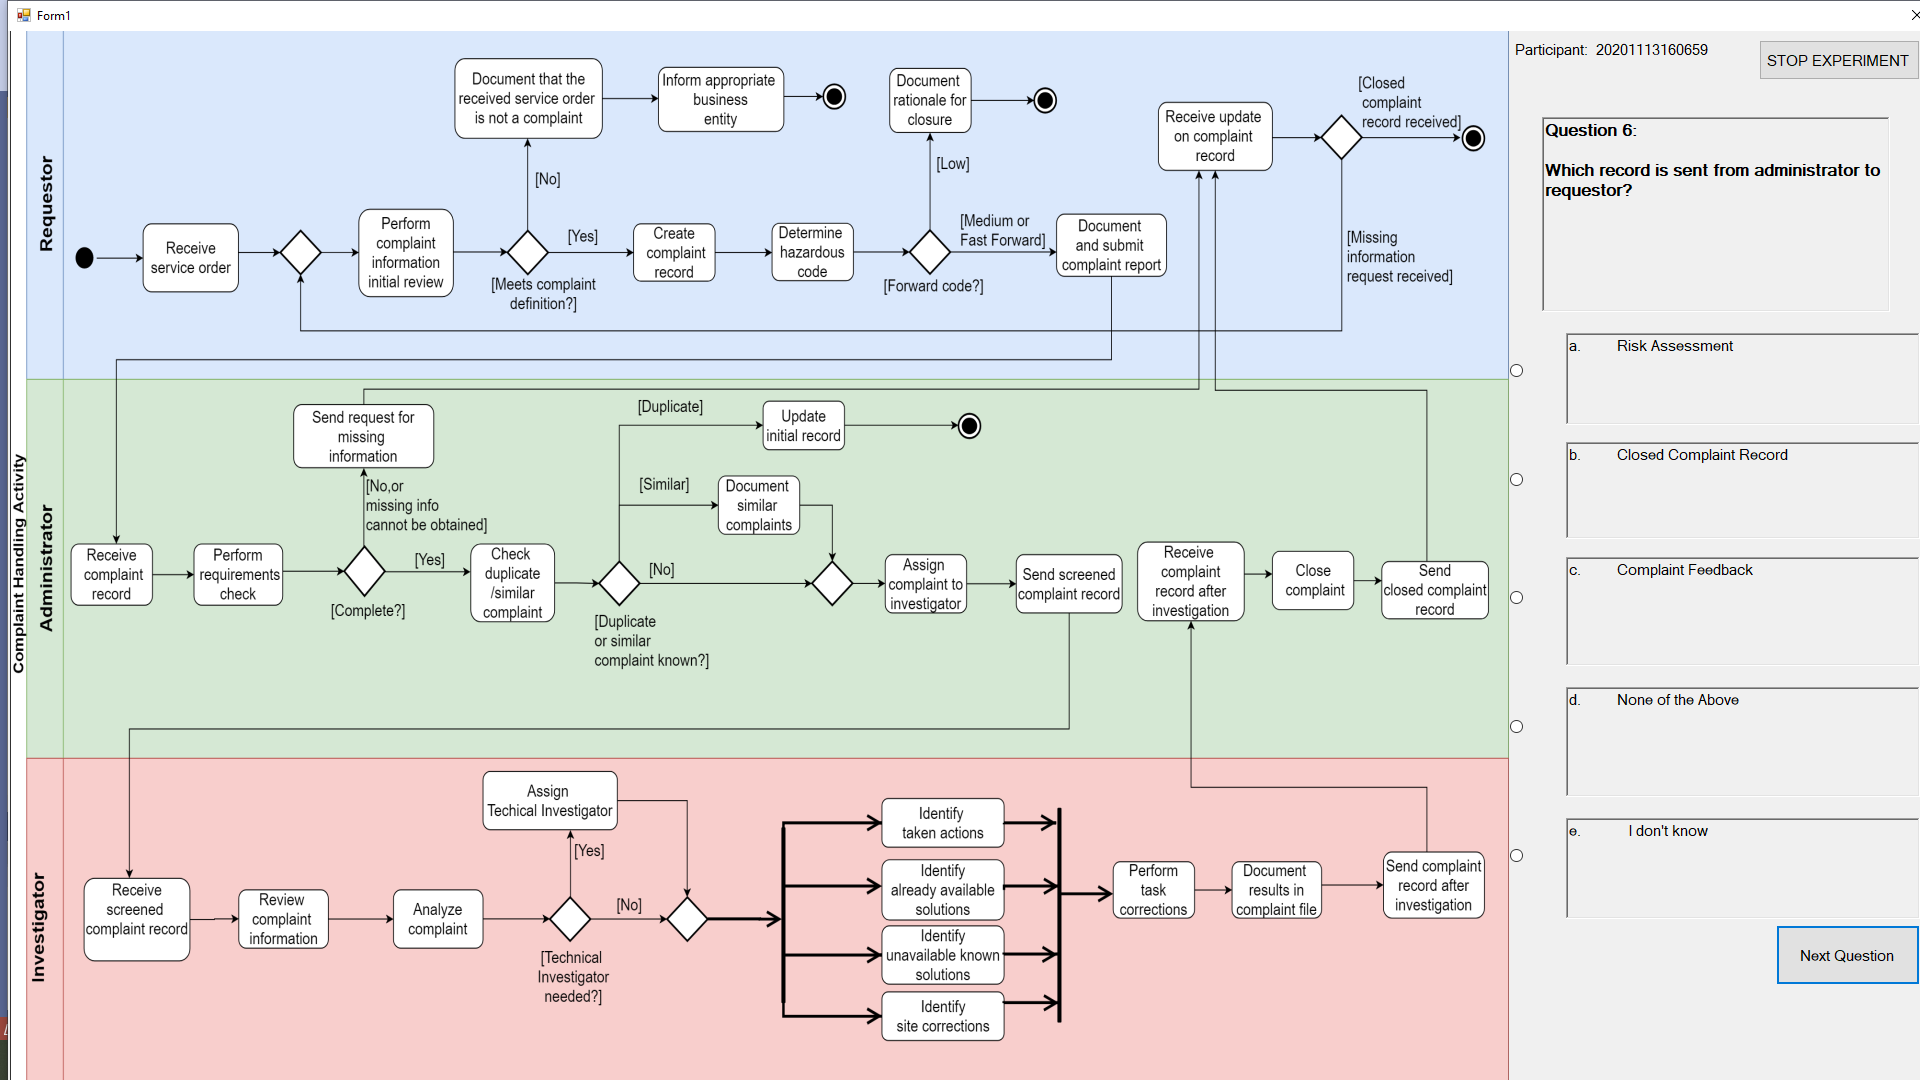 Form1
Participant: 20201113160659
STOP EXPERIMENT
Question 6:
Which record is sent from administrator to
requestor?
a. Risk Assessment
b. Closed Complaint Record
c. Complaint Feedback
d. None of the Above
e. I don't know
Next Question
Complaint Handling Activity
Requestor
Receive
service order
Perform
complaint
information
initial review
Document that the
received service order
is not a complaint
Inform appropriate
business
entity
[No]
[Yes]
[Meets complaint
definition?]
Create
complaint
record
Determine
hazardous
code
Document
rationale for
closure
[Low]
[Medium or
Fast Forward]
[Forward code?]
Document
and submit
complaint report
Receive update
on complaint
record
[Closed
complaint
record received]
[Missing
information
request received]
Administrator
Receive
complaint
record
Perform
requirements
check
Send request for
missing
information
[No,or
missing info
cannot be obtained]
[Yes]
[Complete?]
Check
duplicate
/similar
complaint
[Duplicate]
Update
initial record
[Similar]
Document
similar
complaints
[No]
[Duplicate
or similar
complaint known?]
Assign
complaint to
investigator
Send screened
complaint record
Receive
complaint
record after
investigation
Close
complaint
Send
closed complaint
record
Investigator
Receive
screened
complaint record
Review
complaint
information
Analyze
complaint
Assign
Techical Investigator
[Yes]
[No]
[Technical
Investigator
needed?]
Identify
taken actions
Identify
already available
solutions
Identify
unavailable known
solutions
Identify
site corrections
Perform
task
corrections
Document
results in
complaint file
Send complaint
record after
investigation